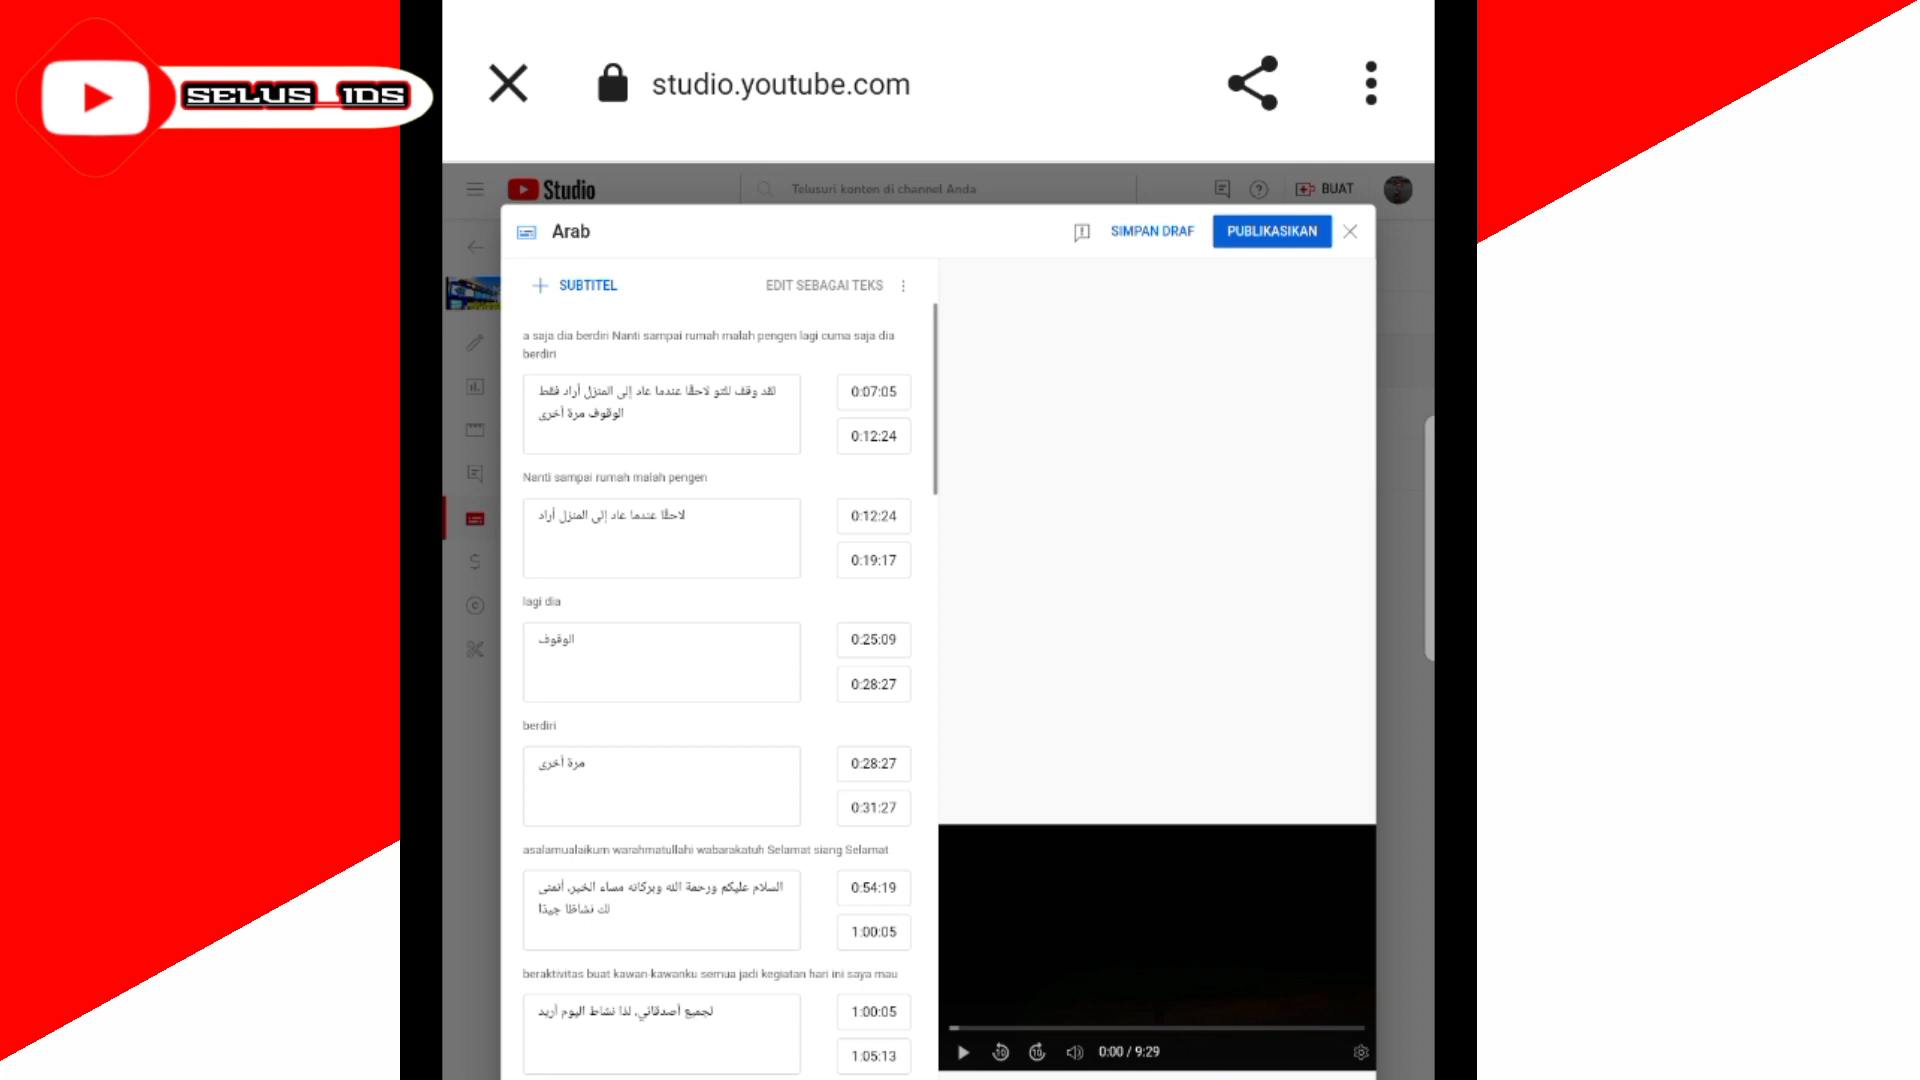 SELUS_IDS
studio.youtube.com
Studio
Telusuri konten di channel Anda
BUAT
Arab
SIMPAN DRAF
PUBLIKASIKAN
SUBTITEL
EDIT SEBAGAI TEKS
a saja dia berdiri Nanti sampai rumah malah pengen lagi cuma saja dia
berdiri
لقد وقف للتو لاحقًا عندما عاد إلى المنزل أراد فقط
الوقوف مرة أخرى
0:07:05
0:12:24
Nanti sampai rumah malah pengen
لاحقًا عندما عاد إلى المنزل أراد
0:12:24
0:19:17
lagi dia
الوقوف
0:25:09
0:28:27
berdiri
مرة أخرى
0:28:27
0:31:27
asalamualaikum warahmatullahi wabarakatuh Selamat siang Selamat
السلام عليكم ورحمة الله وبركاته مساء الخير، أتمنى
لك نشاطا جيدًا
0:54:19
1:00:05
beraktivitas buat kawan-kawanku semua jadi kegiatan hari ini saya mau
لجميع أصدقائي، لذا نشاط اليوم أريد
1:00:05
1:05:13
0:00 / 9:29